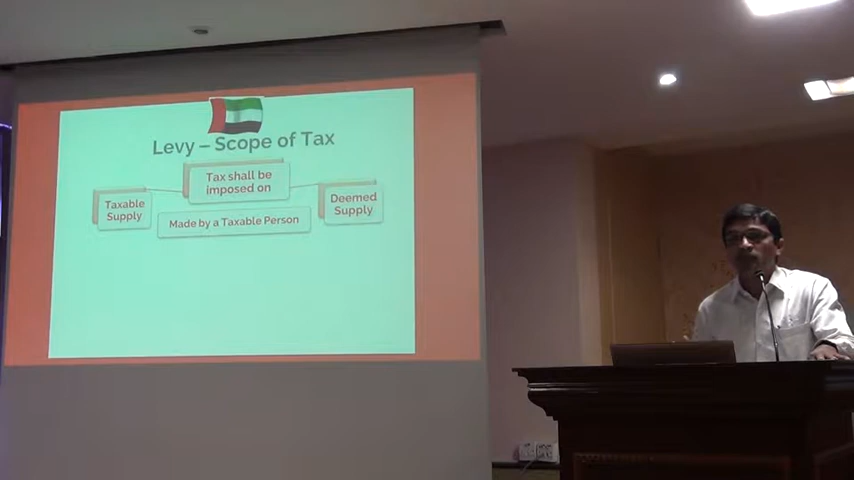 Levy – Scope of Tax
Tax shall be
imposed on
Taxable
Supply
Deemed
Supply
Made by a Taxable Person